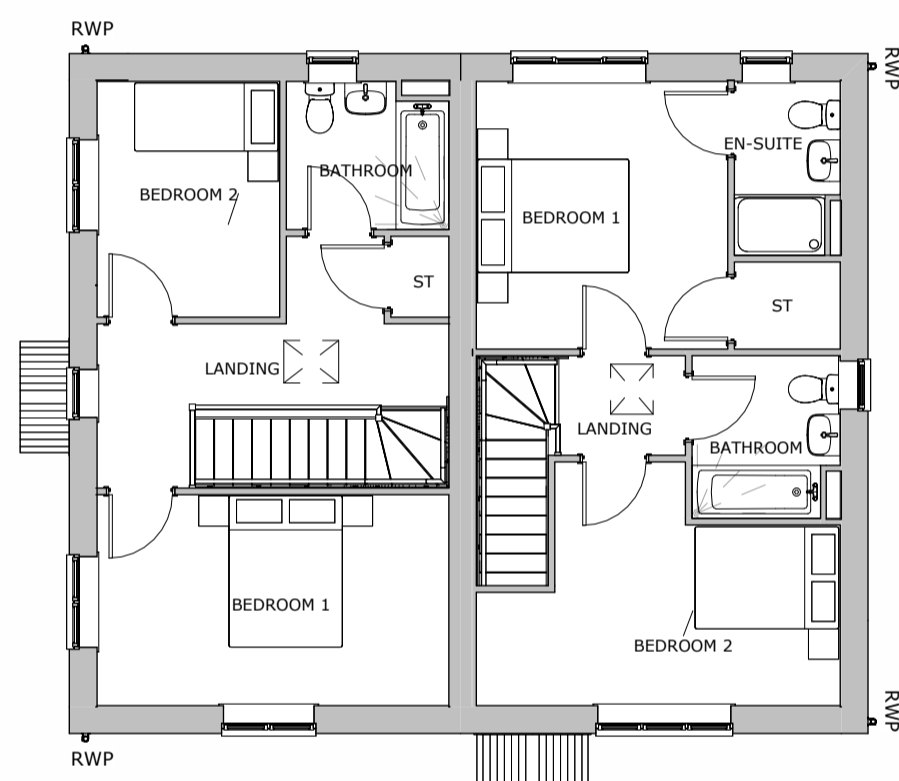 RWP
RWP
EN-SUITE
BATHROOM
BEDROOM 2
BEDROOM 1
ST
ST
LANDING
LANDING
BATHROOM
BEDROOM 1
BEDROOM 2
RWP
RWP